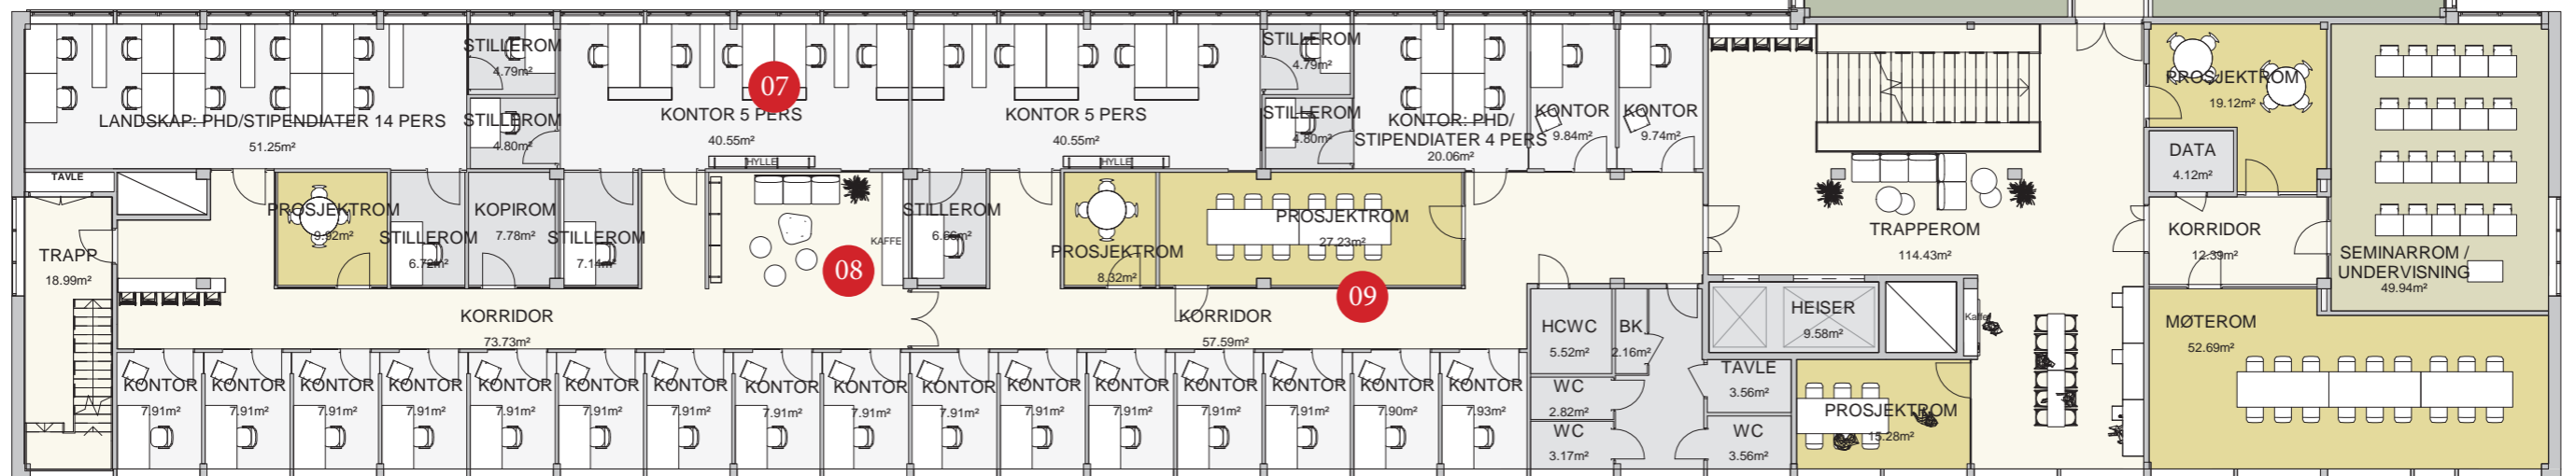 STILLEROM
4.79m²
STILLEROM
4.80m²
LANDSKAP: PHD/STIPENDIATER 14 PERS
51.25m²
07
KONTOR 5 PERS
40.55m²
HYLLE
KONTOR 5 PERS
40.55m²
HYLLE
STILLEROM
4.79m²
STILLEROM
4.80m²
KONTOR: PHD/
STIPENDIATER 4 PERS
20.06m²
KONTOR
9.84m²
KONTOR
9.74m²
PROSJEKTROM
19.12m²
DATA
4.12m²
TAVLE
TRAPP
18.99m²
PROSJEKTROM
9.92m²
STILLEROM
6.72m²
KOPIROM
7.78m²
STILLEROM
7.14m²
KAFFE
08
STILLEROM
6.66m²
PROSJEKTROM
8.32m²
PROSJEKTROM
27.23m²
09
TRAPPEROM
114.43m²
KORRIDOR
12.39m²
SEMINARROM /
UNDERVISNING
49.94m²
KORRIDOR
73.73m²
KORRIDOR
57.59m²
HCWC
5.52m²
BK.
2.16m²
HEISER
9.58m²
Kaffe
MØTEROM
52.69m²
KONTOR
7.91m²
KONTOR
7.91m²
KONTOR
7.91m²
KONTOR
7.91m²
KONTOR
7.91m²
KONTOR
7.91m²
KONTOR
7.91m²
KONTOR
7.91m²
KONTOR
7.91m²
KONTOR
7.91m²
KONTOR
7.91m²
KONTOR
7.91m²
KONTOR
7.91m²
KONTOR
7.91m²
KONTOR
7.90m²
KONTOR
7.93m²
WC
2.82m²
WC
3.17m²
TAVLE
3.56m²
WC
3.56m²
PROSJEKTROM
15.28m²